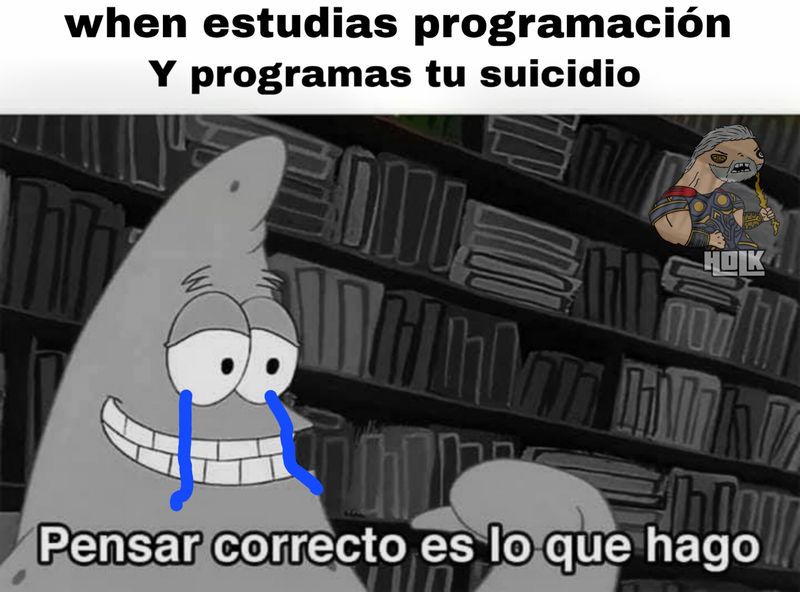 when estudias programación
Y programas tu suicidio
HOLK
Pensar correcto es lo que hago